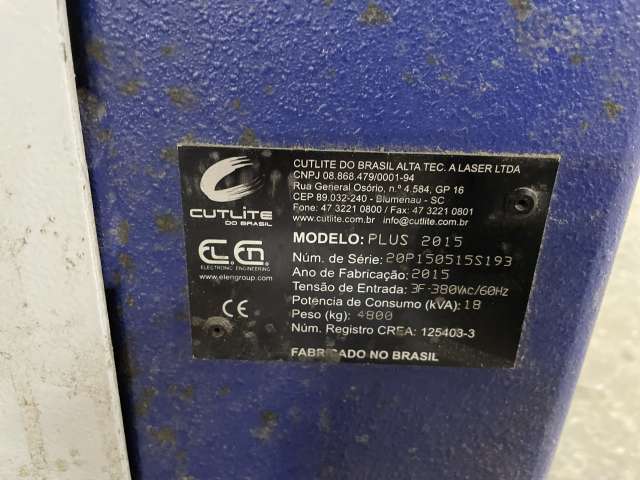 CUTLITE
DO BRASIL
EL.EN.
ELECTRONIC ENGINEERING
www.elengroup.com
CE
CUTLITE DO BRASIL ALTA TEC. A LASER LTDA
CNPJ 08.868.479/0001-94
Rua General Osório, n.º 4.584, GP 16
CEP 89.032-240 - Blumenau - SC
Fone: 47 3221 0800 / Fax: 47 3221 0801
www.cutlite.com.br info@cutlite.com.br
MODELO: PLUS 2015
Núm. de Série: 20P150515S193
Ano de Fabricação: 2015
Tensão de Entrada: 3F-380VAC/60Hz
Potencia de Consumo (kVA): 18
Peso (kg): 4800
Núm. Registro CREA: 125403-3
FABRICADO NO BRASIL